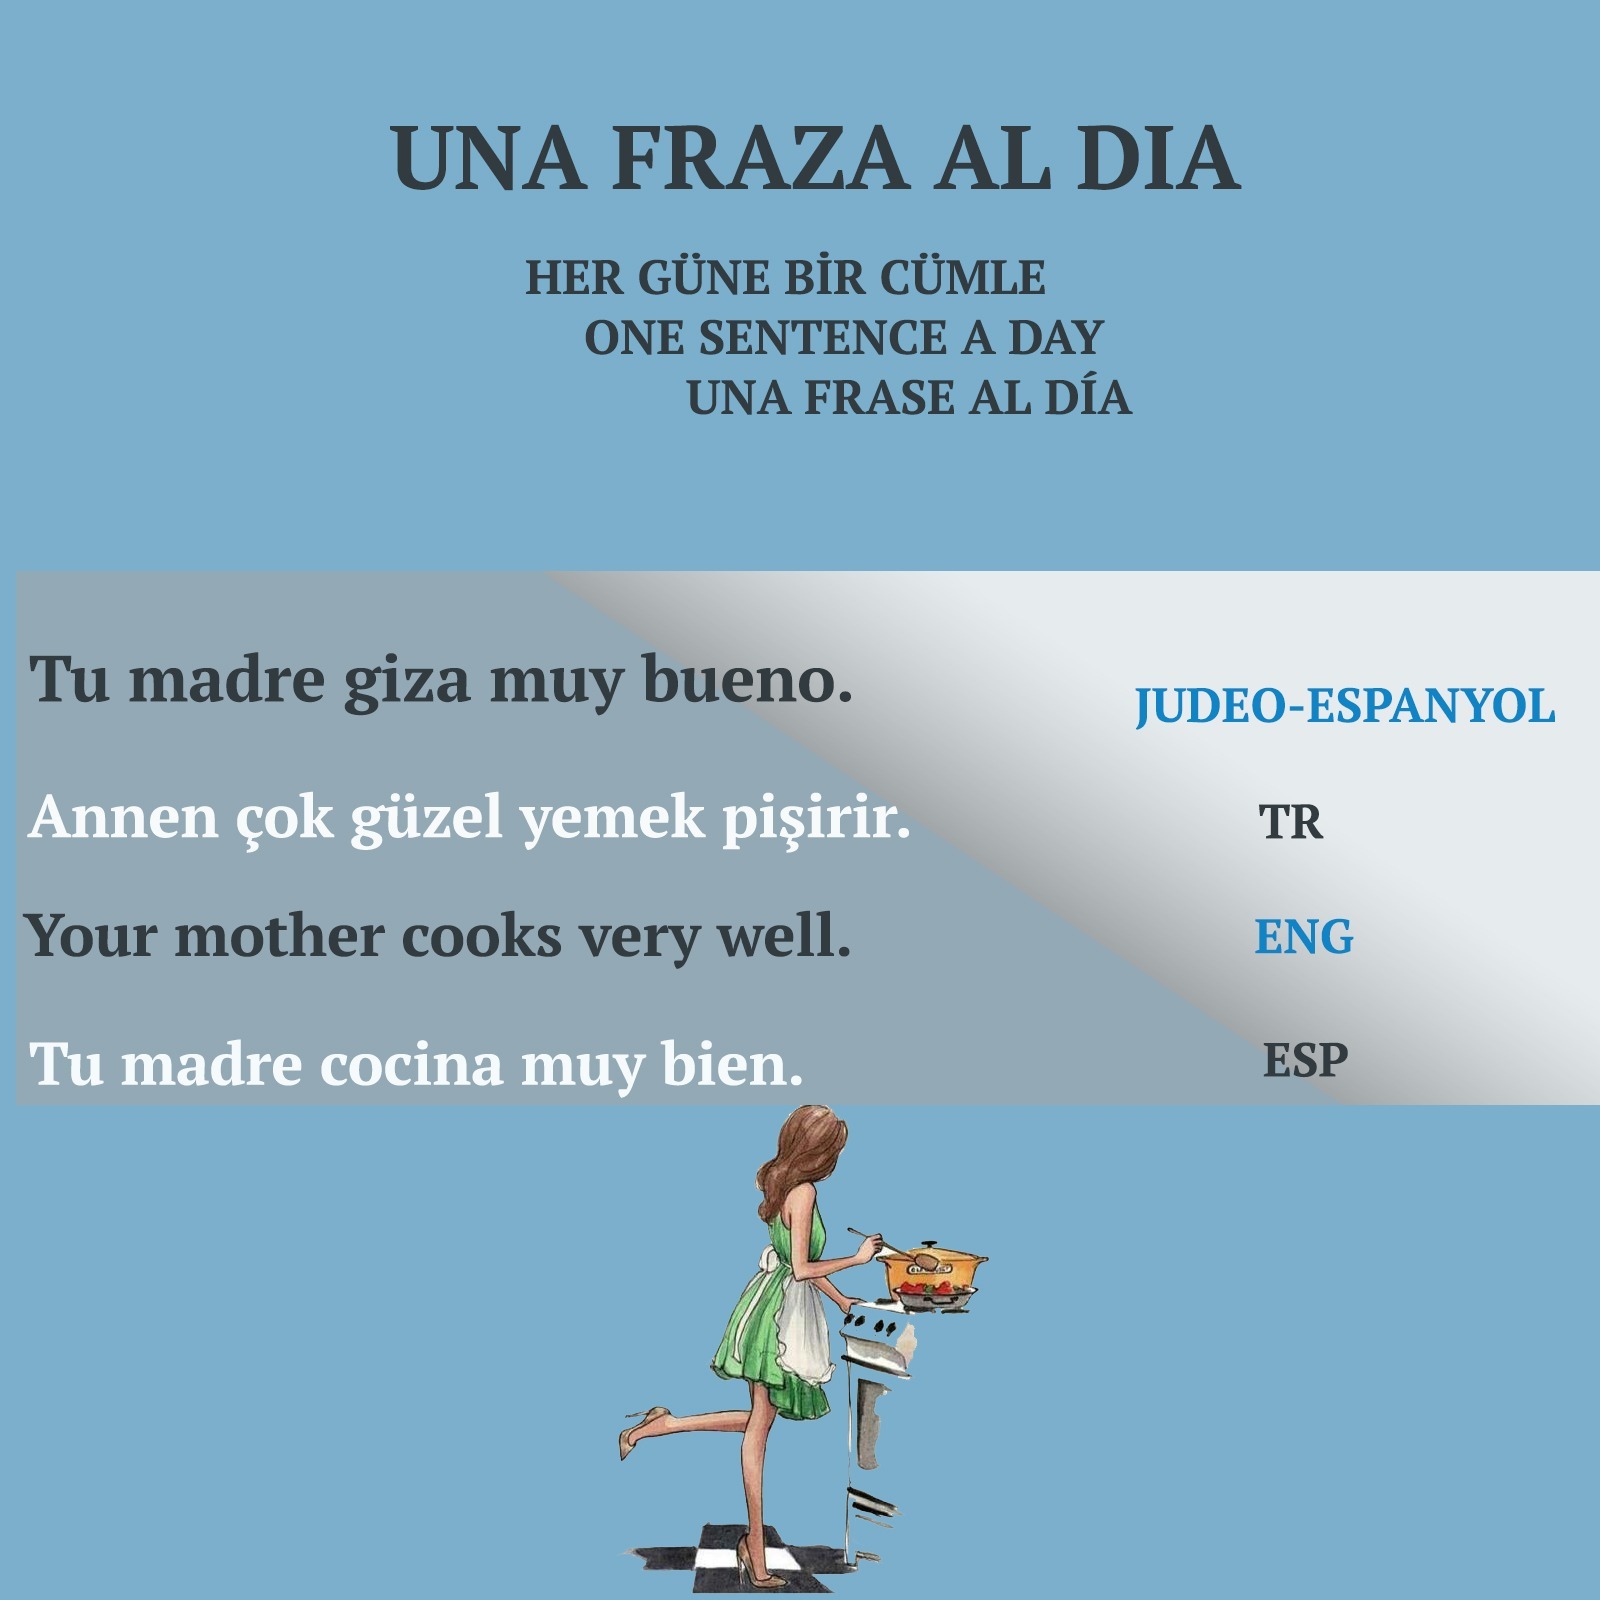 UNA FRAZA AL DIA
HER GÜNE BİR CÜMLE
ONE SENTENCE A DAY
UNA FRASE AL DÍA
Tu madre giza muy bueno.
JUDEO-ESPANYOL
Annen çok güzel yemek pişirir.
TR
Your mother cooks very well.
ENG
Tu madre cocina muy bien.
ESP